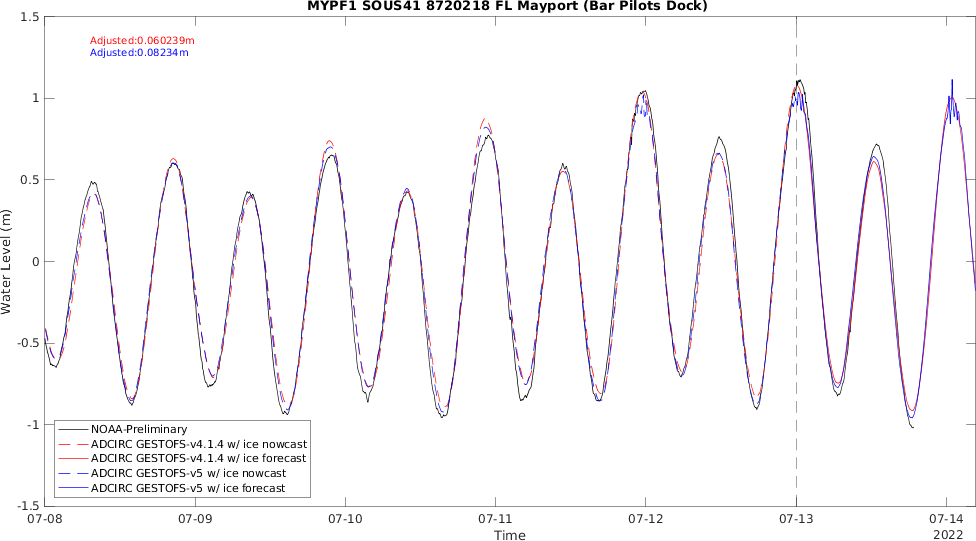 MYPF1 SOUS41 8720218 FL Mayport (Bar Pilots Dock)
Adjusted:0.060239m
Adjusted:0.08234m
1.5
1
0.5
0
-0.5
-1
-1.5
Water Level (m)
NOAA-Preliminary
ADCIRC GESTOFS-v4.1.4 w/ ice nowcast
ADCIRC GESTOFS-v4.1.4 w/ ice forecast
ADCIRC GESTOFS-v5 w/ ice nowcast
ADCIRC GESTOFS-v5 w/ ice forecast
07-08 07-09 07-10 07-11 07-12 07-13 07-14
Time 2022